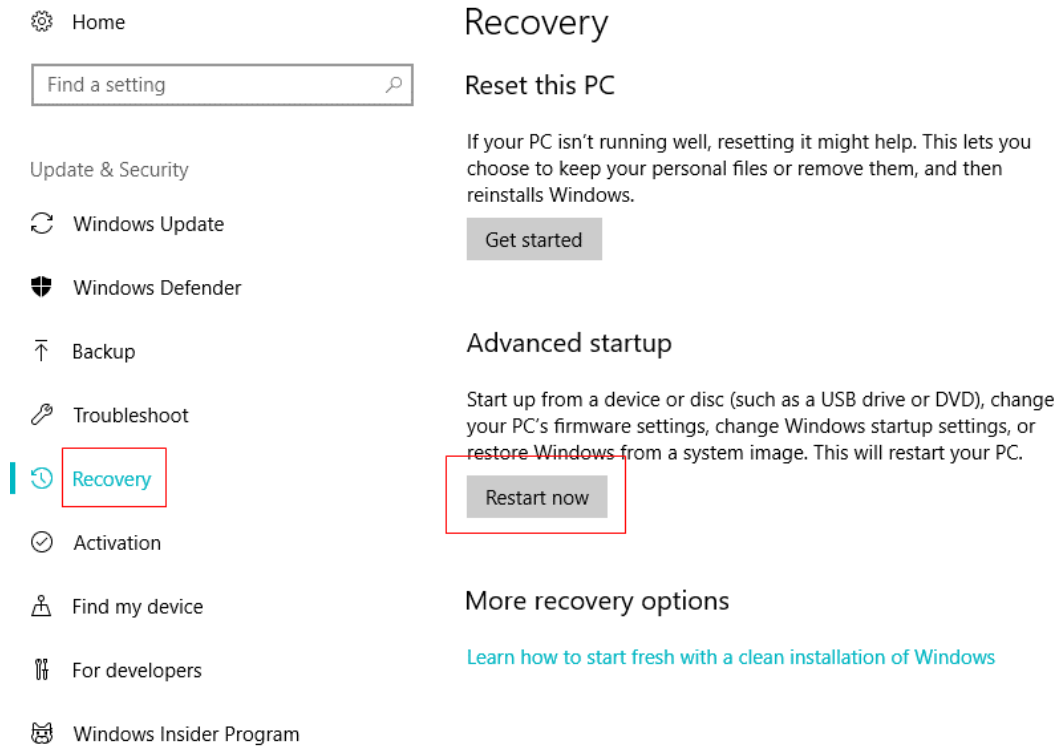 Home
Find a setting
Update & Security
Windows Update
Windows Defender
Backup
Troubleshoot
Recovery
Activation
Find my device
For developers
Windows Insider Program
Recovery
Reset this PC
If your PC isn't running well, resetting it might help. This lets you
choose to keep your personal files or remove them, and then
reinstalls Windows.
Get started
Advanced startup
Start up from a device or disc (such as a USB drive or DVD), change
your PC's firmware settings, change Windows startup settings, or
restore Windows from a system image. This will restart your PC.
Restart now
More recovery options
Learn how to start fresh with a clean installation of Windows